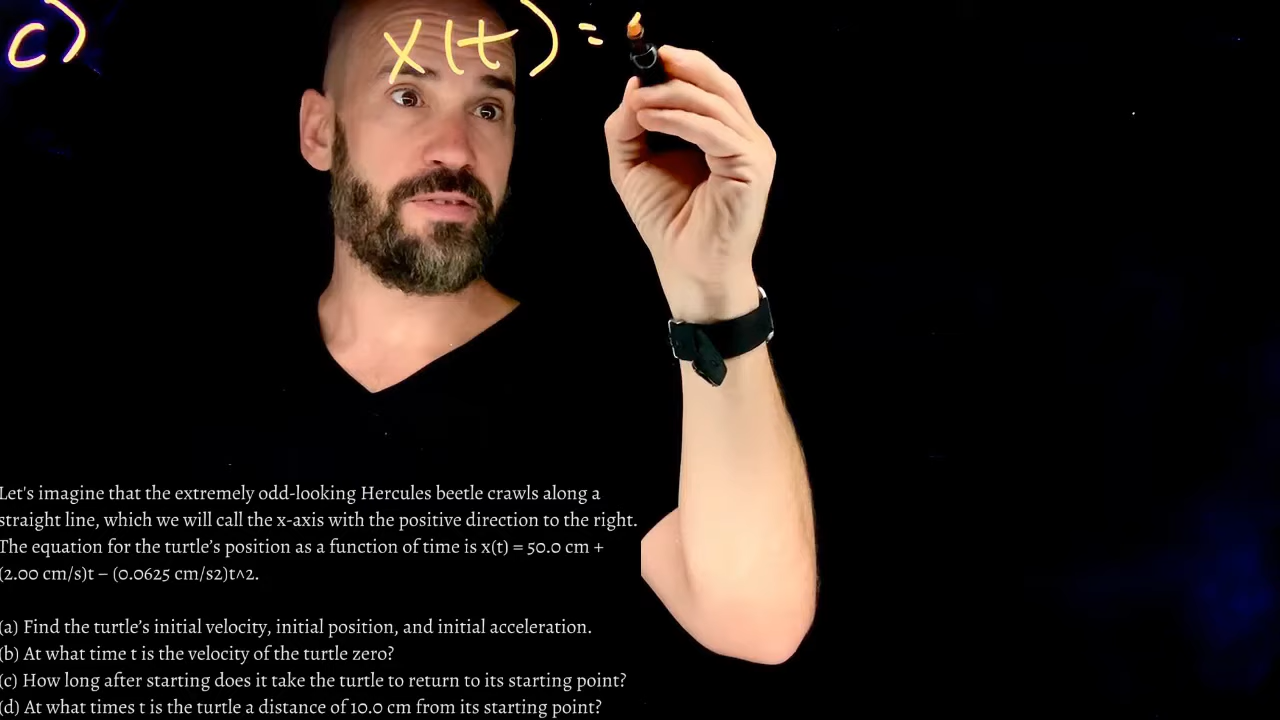 c) x(t) =
Let's imagine that the extremely odd-looking Hercules beetle crawls along a
straight line, which we will call the x-axis with the positive direction to the right.
The equation for the turtle's position as a function of time is x(t) = 50.0 cm +
(2.00 cm/s)t – (0.0625 cm/s2)t^2.
(a) Find the turtle's initial velocity, initial position, and initial acceleration.
(b) At what time t is the velocity of the turtle zero?
(c) How long after starting does it take the turtle to return to its starting point?
(d) At what times t is the turtle a distance of 10.0 cm from its starting point?